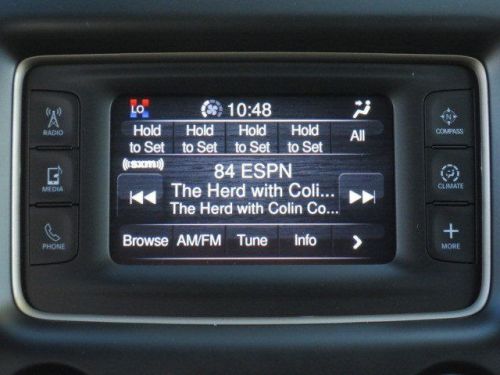 LO 10:48
Hold to Set Hold to Set Hold to Set Hold to Set All
((sxm))
84 ESPN
The Herd with Coli...
The Herd with Colin Co...
Browse AM/FM Tune Info
RADIO
MEDIA
PHONE
N
COMPASS
CLIMATE
MORE